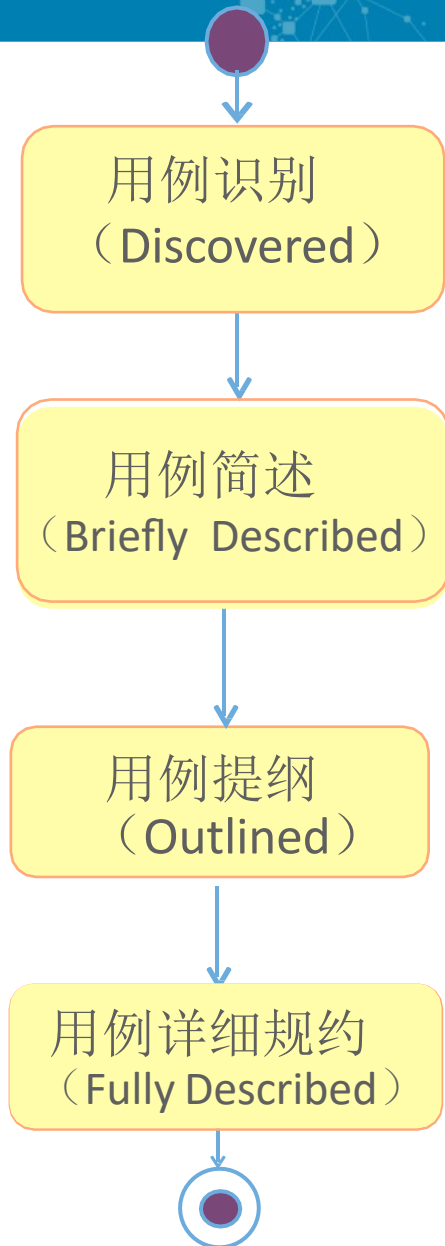 用例识别
（Discovered）
用例简述
（Briefly Described）
用例提纲
（Outlined）
用例详细规约
（Fully Described）